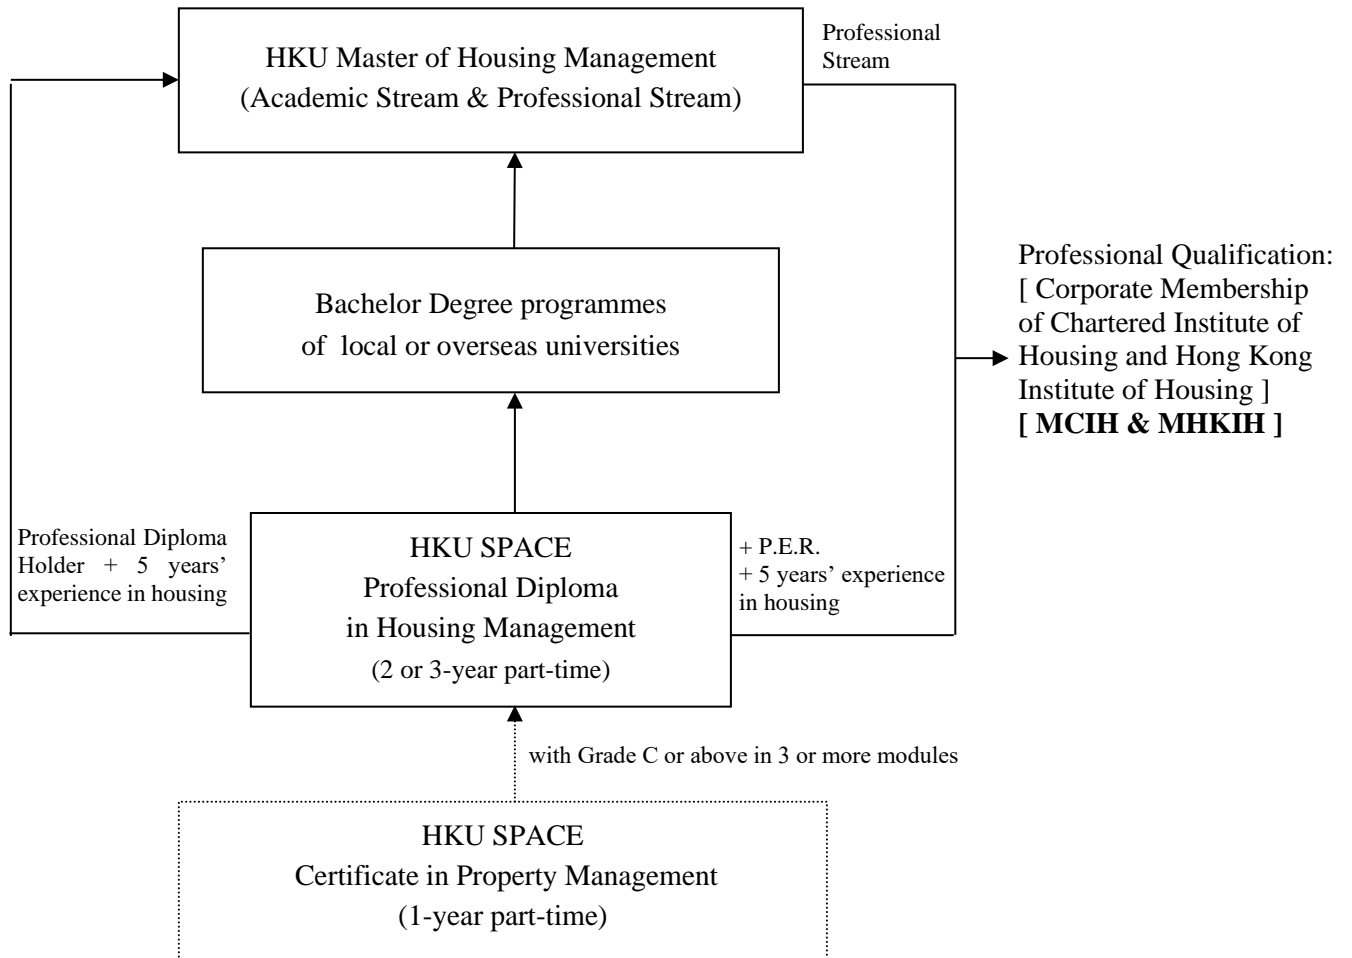 Professional
Stream
HKU Master of Housing Management
(Academic Stream & Professional Stream)
Bachelor Degree programmes
of local or overseas universities
Professional Qualification:
[ Corporate Membership
of Chartered Institute of
Housing and Hong Kong
Institute of Housing ]
[ MCIH & MHKIH ]
Professional Diploma
Holder + 5 years’
experience in housing
HKU SPACE
Professional Diploma
in Housing Management
(2 or 3-year part-time)
+ P.E.R.
+ 5 years’ experience
in housing
with Grade C or above in 3 or more modules
HKU SPACE
Certificate in Property Management
(1-year part-time)